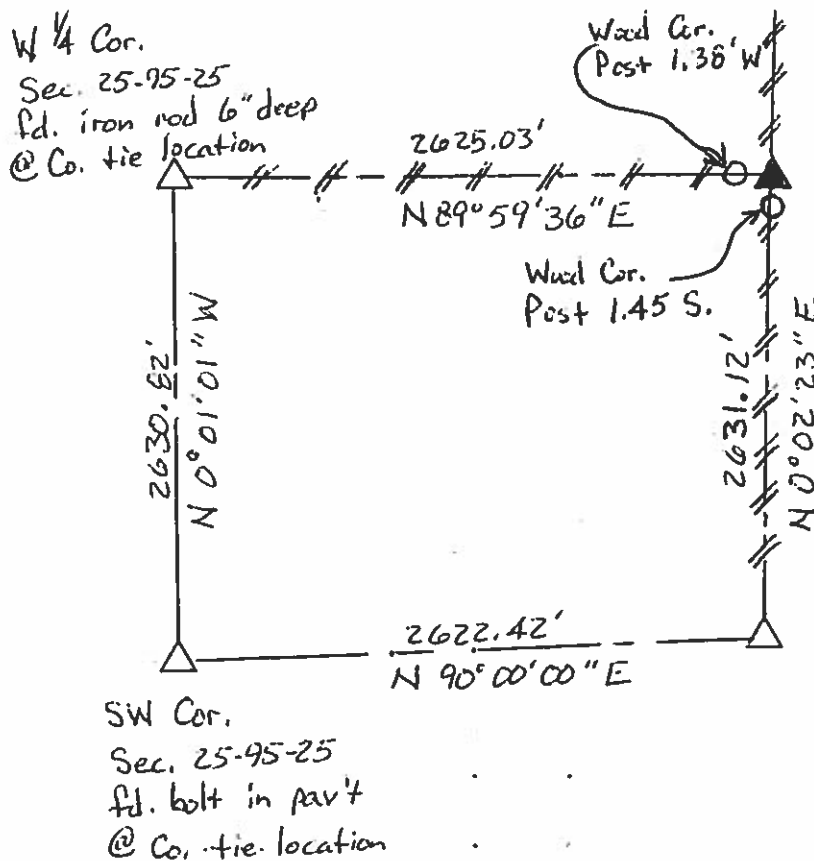 W 1/4 Cor.
Sec. 25-95-25
fd. iron rod 6" deep
@ Co. tie location
Wood Cor.
Post 1.38' W
2625.03'
N 89° 59' 36" E
Wood Cor.
Post 1.45 S.
2630.82'
N 0° 01' 01" W
2631.12'
N 0° 02' 23" E
2622.42'
N 90° 00' 00" E
SW Cor.
Sec. 25-95-25
fd. bolt in pav't
@ Co. tie location